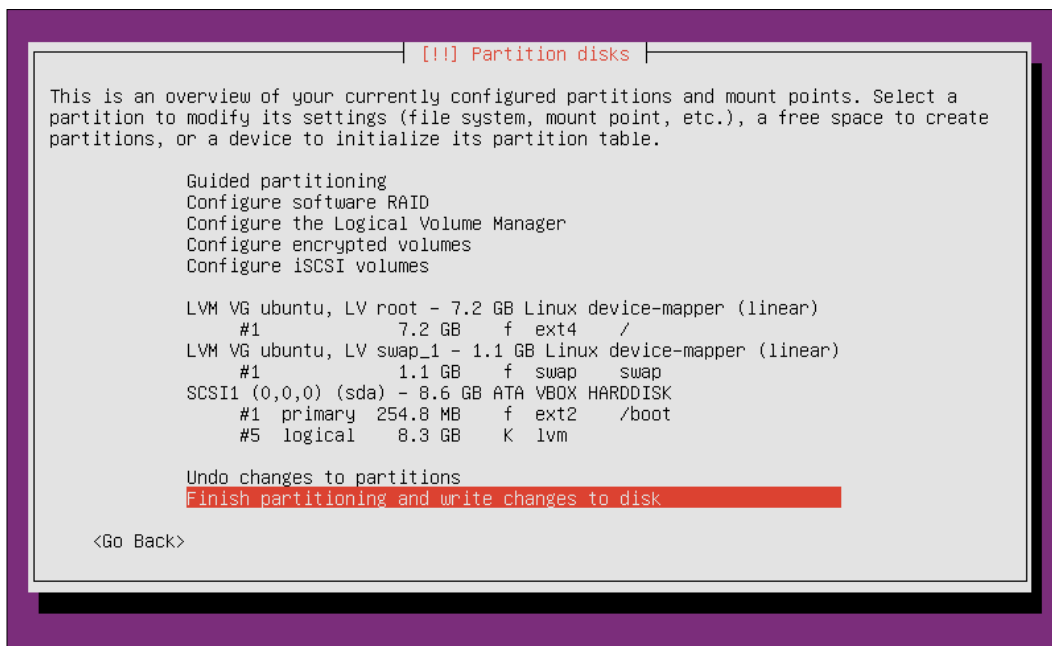 [!!] Partition disks
This is an overview of your currently configured partitions and mount points. Select a
partition to modify its settings (file system, mount point, etc.), a free space to create
partitions, or a device to initialize its partition table.
Guided partitioning
Configure software RAID
Configure the Logical Volume Manager
Configure encrypted volumes
Configure iSCSI volumes
LVM VG ubuntu, LV root - 7.2 GB Linux device-mapper (linear)
#1 7.2 GB f ext4 /
LVM VG ubuntu, LV swap_1 - 1.1 GB Linux device-mapper (linear)
#1 1.1 GB f swap swap
SCSI1 (0,0,0) (sda) - 8.6 GB ATA VBOX HARDDISK
#1 primary 254.8 MB f ext2 /boot
#5 logical 8.3 GB K lvm
Undo changes to partitions
Finish partitioning and write changes to disk
<Go Back>